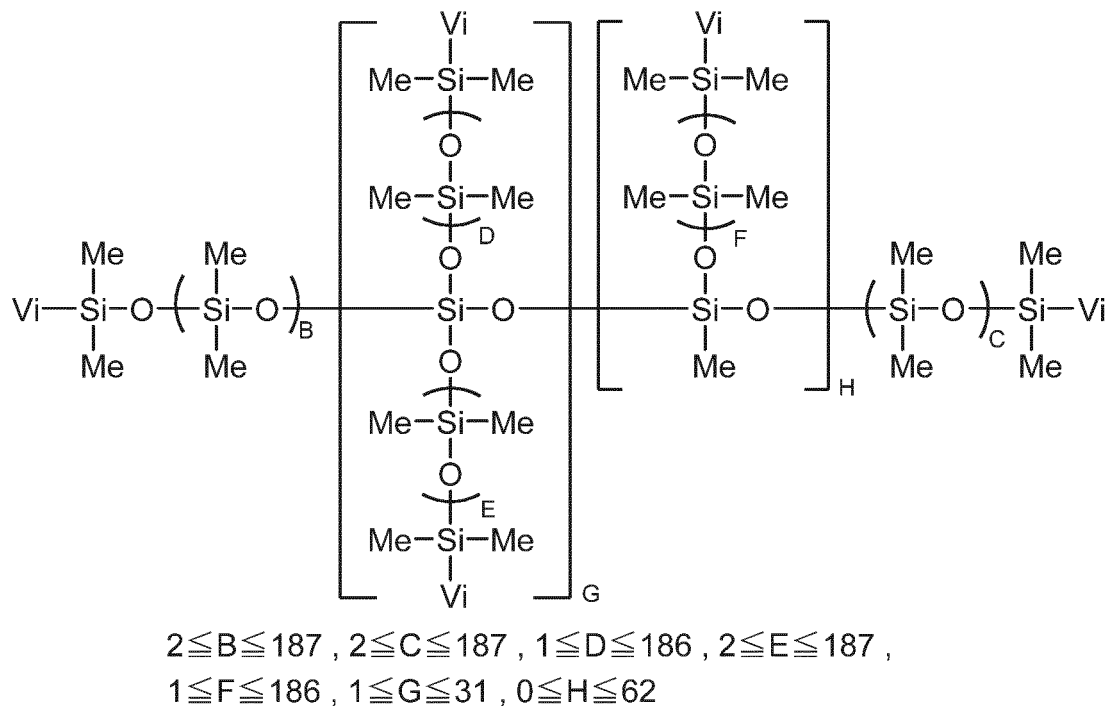 Vi Vi
Me Si Me Me Si Me
O O
Me Si Me Me Si Me
D F
Me Me O O Me Me
Vi Si O Si O B Si O Si O Si O C Si Vi
Me Me O Me Me Me
H
Me Si Me
O
E
Me Si Me
Vi
G
2≦B≦187 , 2≦C≦187 , 1≦D≦186 , 2≦E≦187 ,
1≦F≦186 , 1≦G≦31 , 0≦H≦62